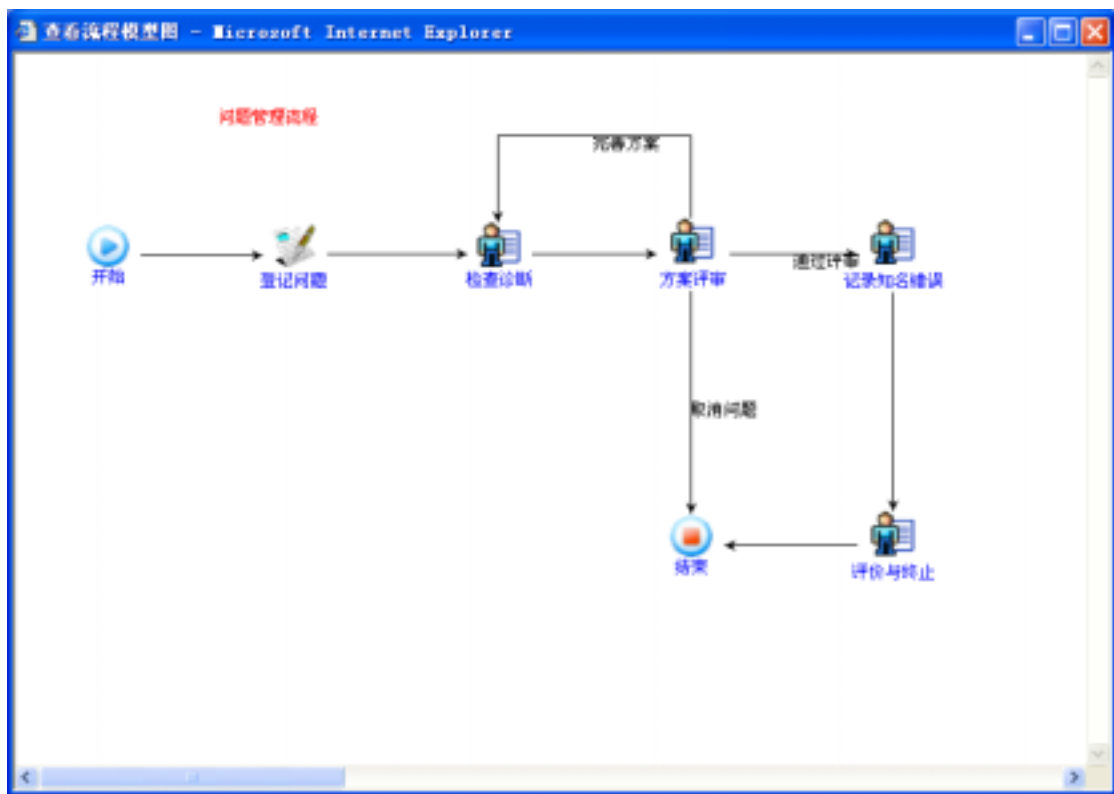 查看流程模型图 - Microsoft Internet Explorer
问题管理流程
完善方案
开始
登记问题
检查诊断
方案评审
通过评审
记录知名错误
取消问题
结束
评价与终止